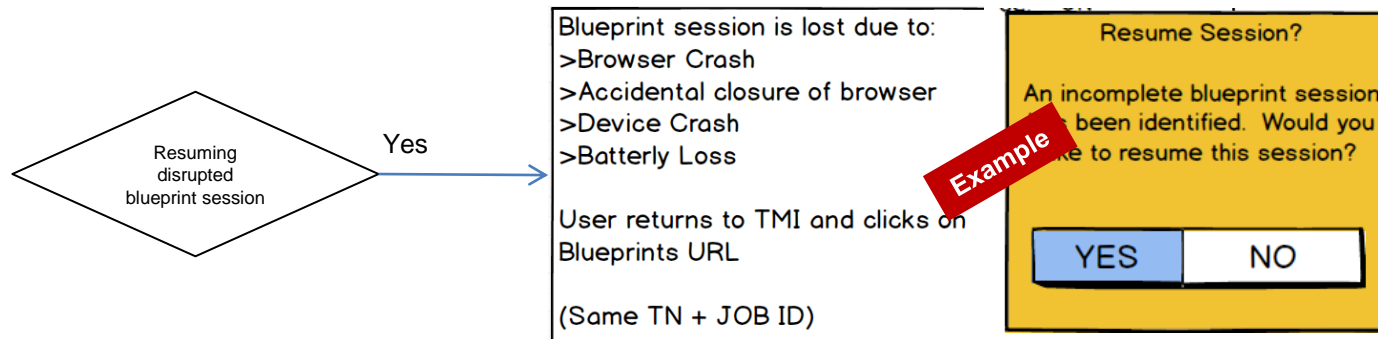 Resuming
disrupted
blueprint session
Yes
Blueprint session is lost due to:
>Browser Crash
>Accidental closure of browser
>Device Crash
>Batterly Loss
User returns to TMI and clicks on
Blueprints URL
(Same TN + JOB ID)
Example
Resume Session?
An incomplete blueprint session
been identified. Would you
to resume this session?
YES
NO